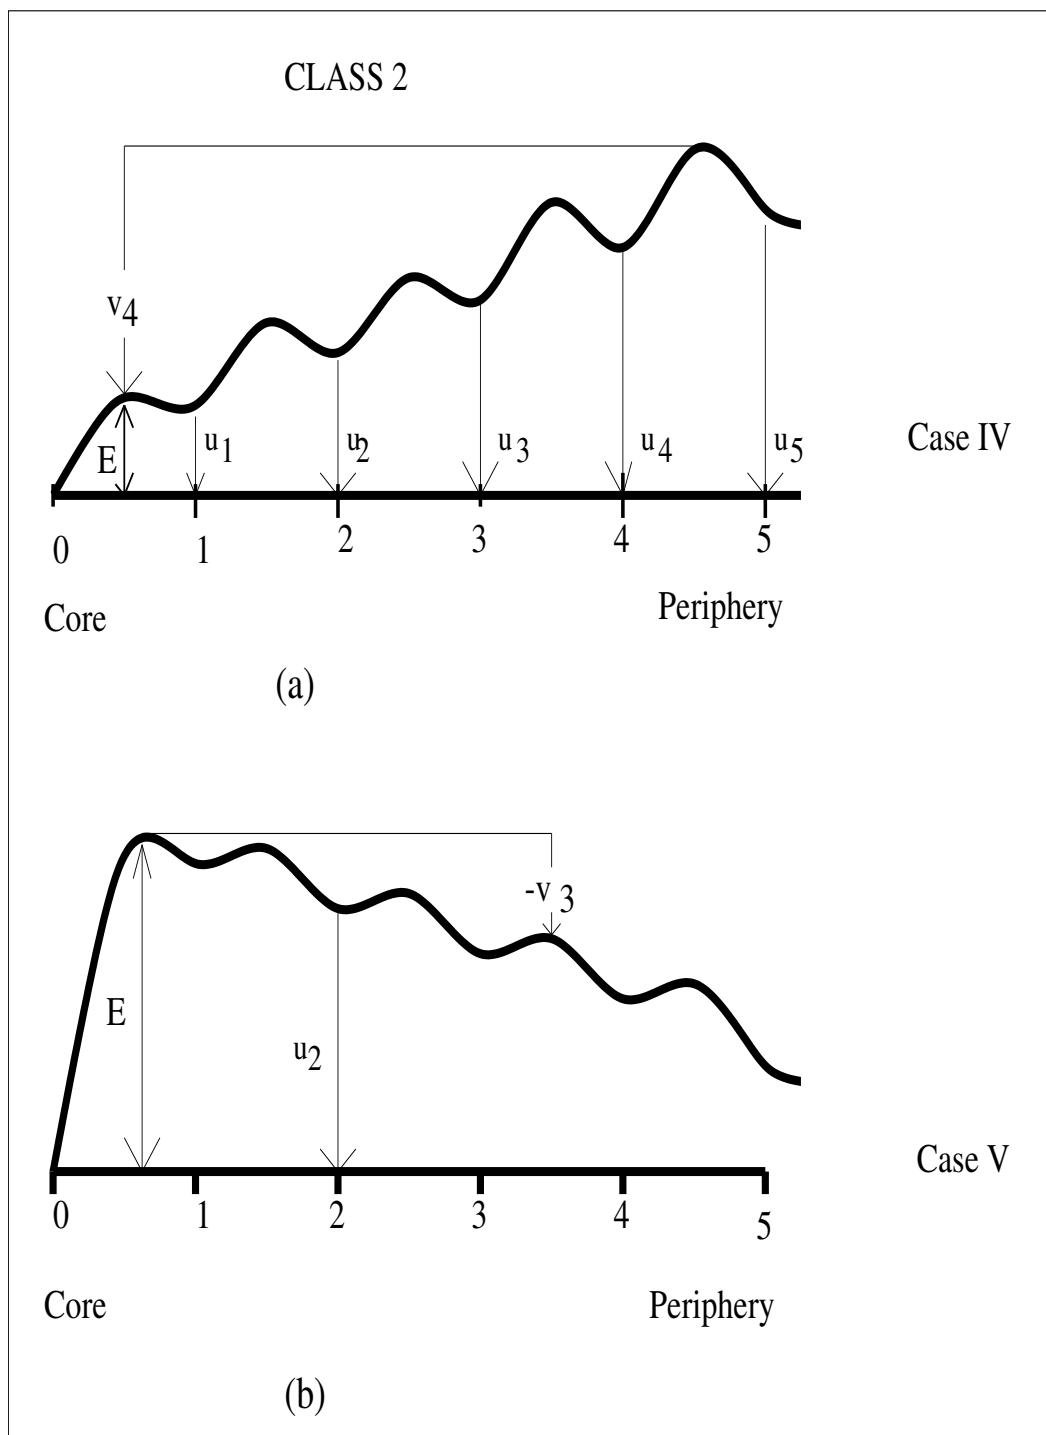 CLASS 2
v4
E u1 u2 u3 u4 u5
Case IV
0 1 2 3 4 5
Core Periphery
(a)
-v3
E
u2
Case V
0 1 2 3 4 5
Core Periphery
(b)